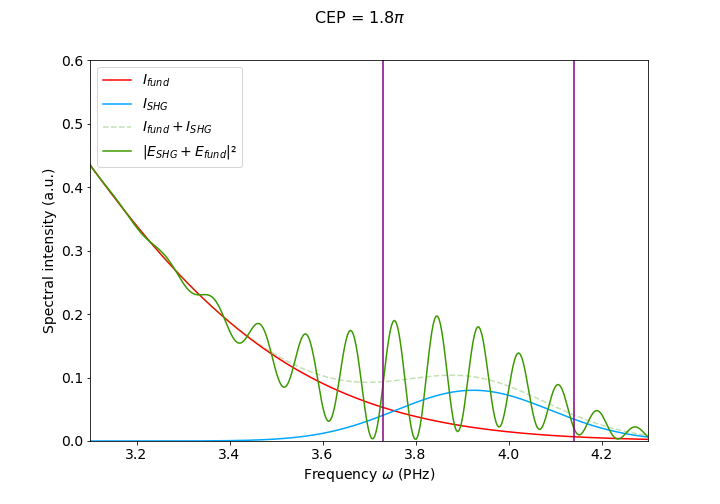 CEP = 1.8π
I_fund
I_SHG
I_fund + I_SHG
|E_SHG + E_fund|²
Spectral intensity (a.u.)
0.6
0.5
0.4
0.3
0.2
0.1
0.0
3.2 3.4 3.6 3.8 4.0 4.2
Frequency ω (PHz)